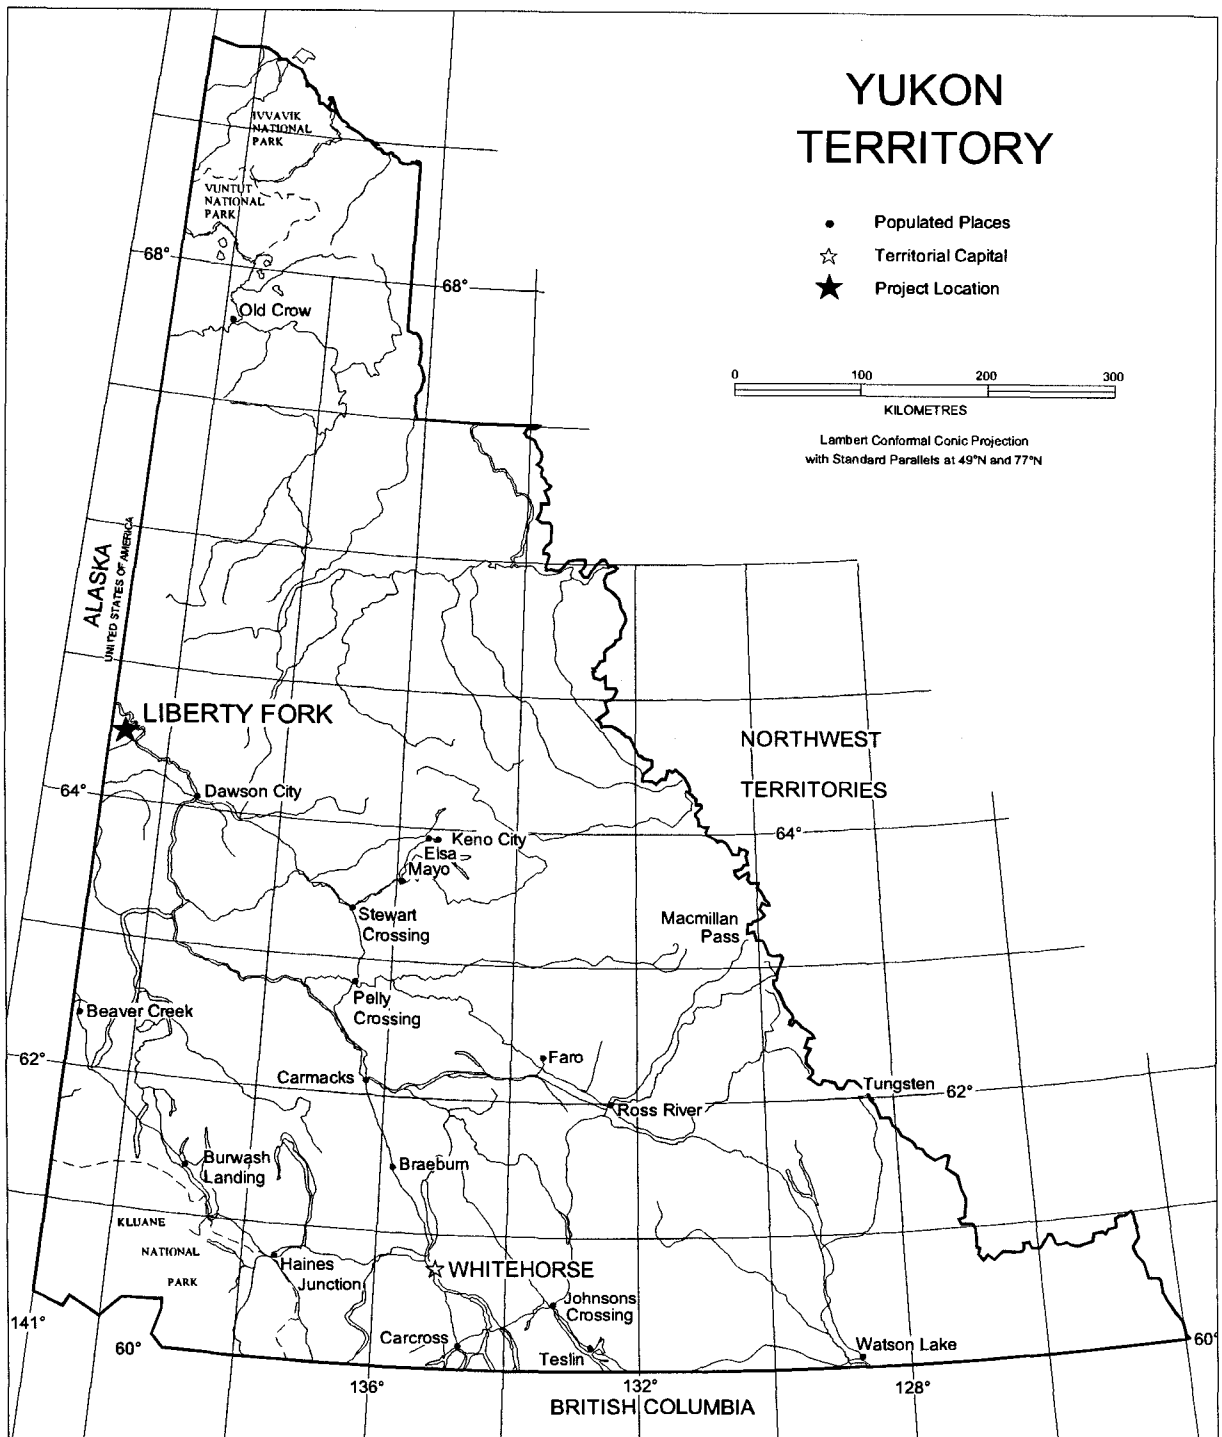 YUKON
TERRITORY
Populated Places
Territorial Capital
Project Location
0 100 200 300
KILOMETRES
Lambert Conformal Conic Projection
with Standard Parallels at 49°N and 77°N
IVVAVIK
NATIONAL
PARK
VUNTUT
NATIONAL
PARK
68°
68°
Old Crow
ALASKA
UNITED STATES OF AMERICA
LIBERTY FORK
NORTHWEST
TERRITORIES
64°
Dawson City
64°
Keno City
Elsa
Mayo
Stewart
Crossing
Macmillan
Pass
Pelly
Crossing
Beaver Creek
62°
Faro
Carmacks
Tungsten
62°
Ross River
Burwash
Landing
Braeburn
KLUANE
NATIONAL
PARK
Haines
Junction
WHITEHORSE
Johnsons
Crossing
141°
60°
Carcross
Teslin
Watson Lake
60°
136°
132°
128°
BRITISH COLUMBIA